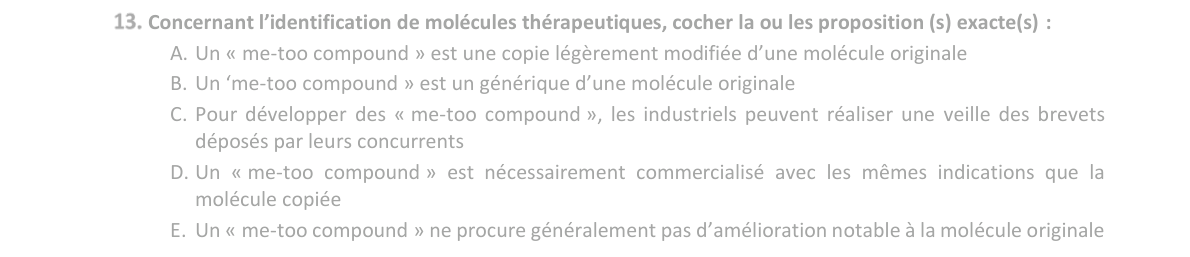 13. Concernant l’identification de molécules thérapeutiques, cocher la ou les proposition (s) exacte(s) :
A. Un « me-too compound » est une copie légèrement modifiée d’une molécule originale
B. Un ‘me-too compound » est un générique d’une molécule originale
C. Pour développer des « me-too compound », les industriels peuvent réaliser une veille des brevets
déposés par leurs concurrents
D. Un « me-too compound » est nécessairement commercialisé avec les mêmes indications que la
molécule copiée
E. Un « me-too compound » ne procure généralement pas d’amélioration notable à la molécule originale